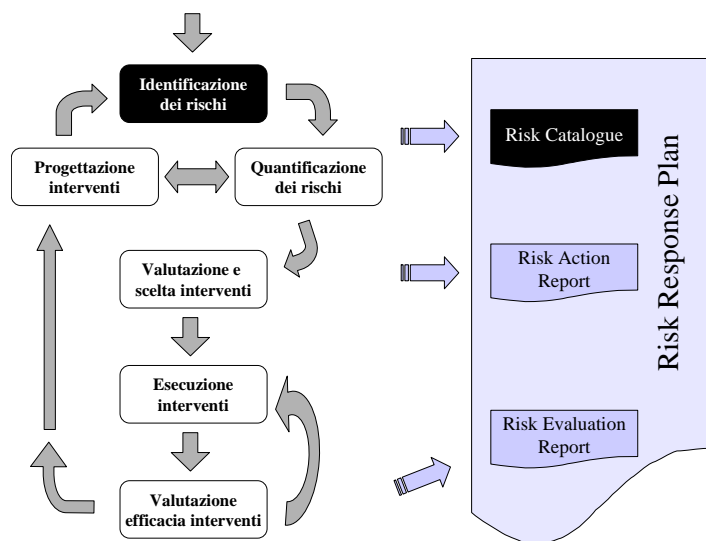 Identificazione
dei rischi
Progettazione
interventi
Quantificazione
dei rischi
Valutazione e
scelta interventi
Esecuzione
interventi
Valutazione
efficacia interventi
Risk Catalogue
Risk Action
Report
Risk Evaluation
Report
Risk Response Plan